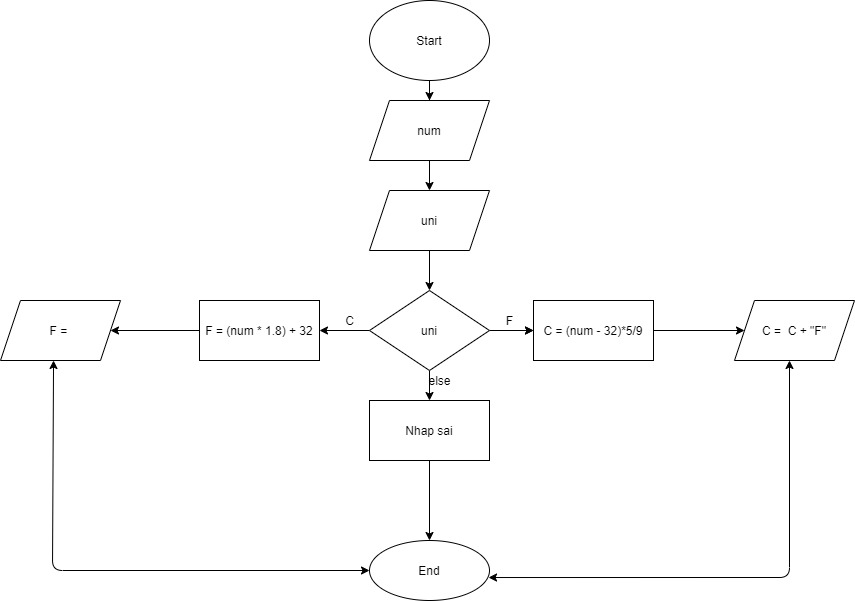 Start
num
uni
F =
F = (num * 1.8) + 32
C
uni
F
C = (num - 32)*5/9
C =  C + "F"
else
Nhap sai
End